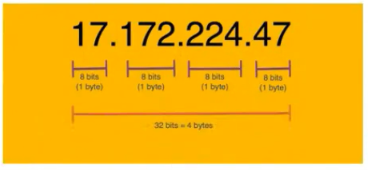 17.172.224.47
8 bits 8 bits 8 bits 8 bits
(1 byte) (1 byte) (1 byte) (1 byte)
32 bits = 4 bytes